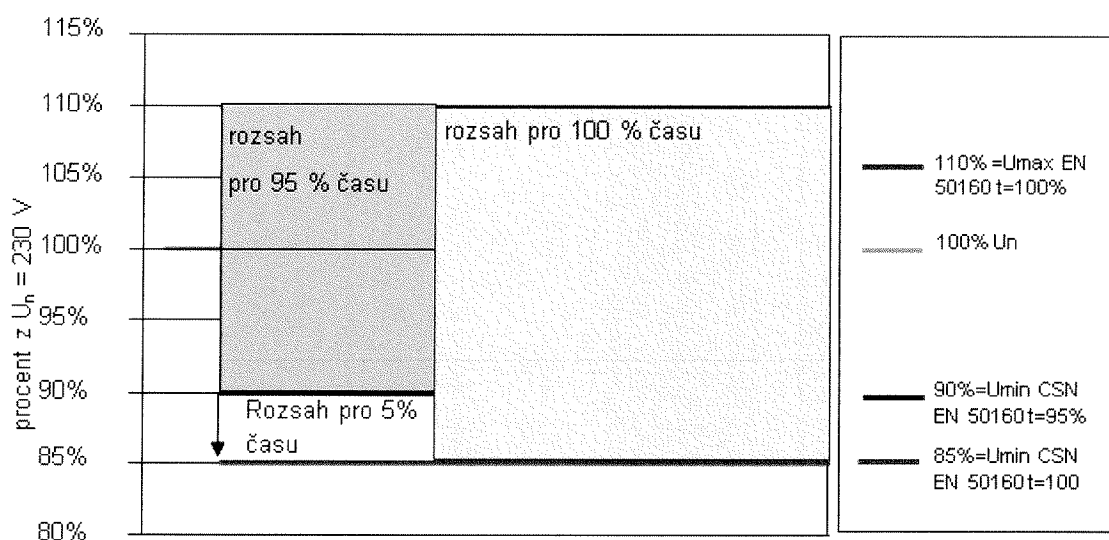 115%
110%
105%
100%
95%
90%
85%
80%
procent z Un = 230 V
rozsah
pro 95 % času
rozsah pro 100 % času
Rozsah pro 5%
času
110%=Umax EN
50160 t=100%
100% Un
90%=Umin CSN
EN 50160 t=95%
85%=Umin CSN
EN 50160 t=100